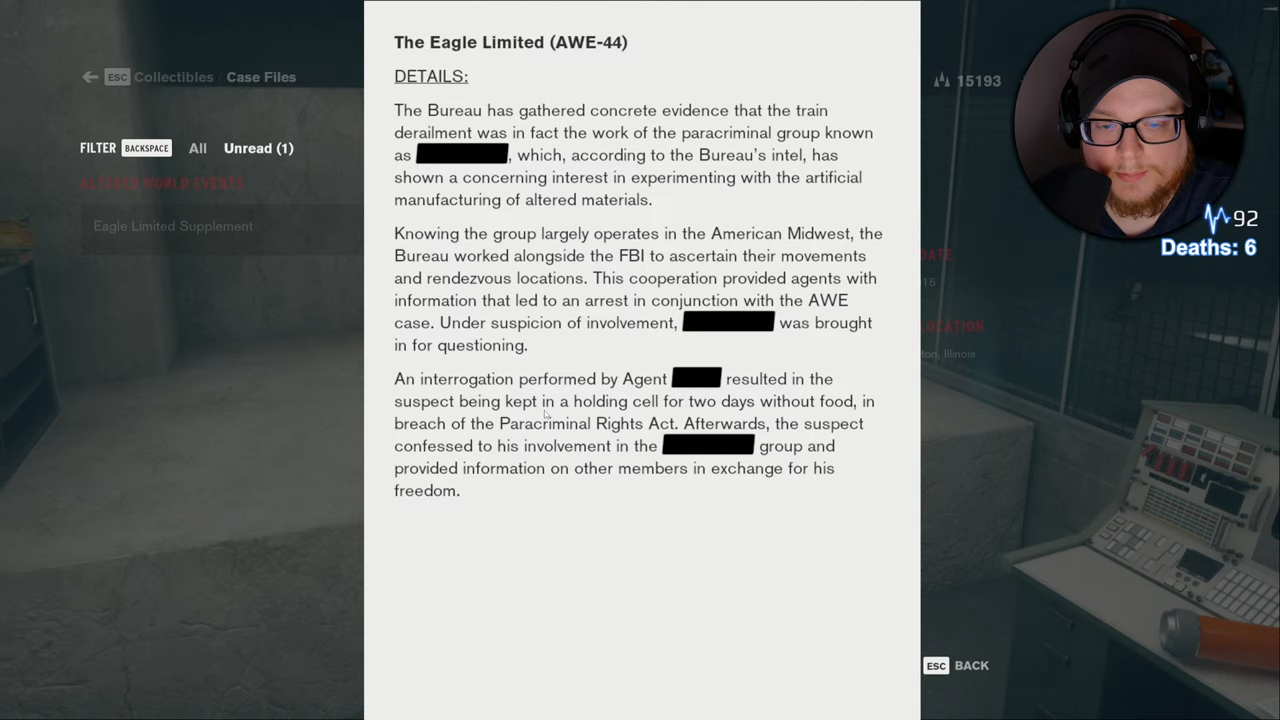 The Eagle Limited (AWE-44)
DETAILS:
The Bureau has gathered concrete evidence that the train
derailment was in fact the work of the paracriminal group known
as , which, according to the Bureau's intel, has
shown a concerning interest in experimenting with the artificial
manufacturing of altered materials.
Knowing the group largely operates in the American Midwest, the
Bureau worked alongside the FBI to ascertain their movements
and rendezvous locations. This cooperation provided agents with
information that led to an arrest in conjunction with the AWE
case. Under suspicion of involvement, was brought
in for questioning.
An interrogation performed by Agent resulted in the
suspect being kept in a holding cell for two days without food, in
breach of the Paracriminal Rights Act. Afterwards, the suspect
confessed to his involvement in the group and
provided information on other members in exchange for his
freedom.
ESC Collectibles / Case Files
FILTER BACKSPACE All Unread (1)
ALTERED WORLD EVENTS
Eagle Limited Supplement
15193
92
Deaths: 6
DATE
15
LOCATION
ton, Illinois
ESC BACK